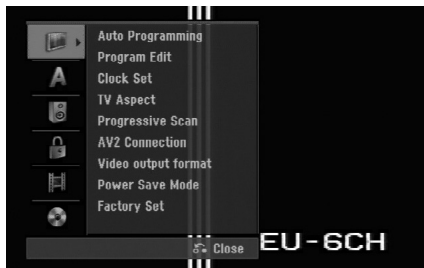 Auto Programming
Program Edit
A
Clock Set
TV Aspect
Progressive Scan
AV2 Connection
Video output format
Power Save Mode
Factory Set
Close
EU-6CH